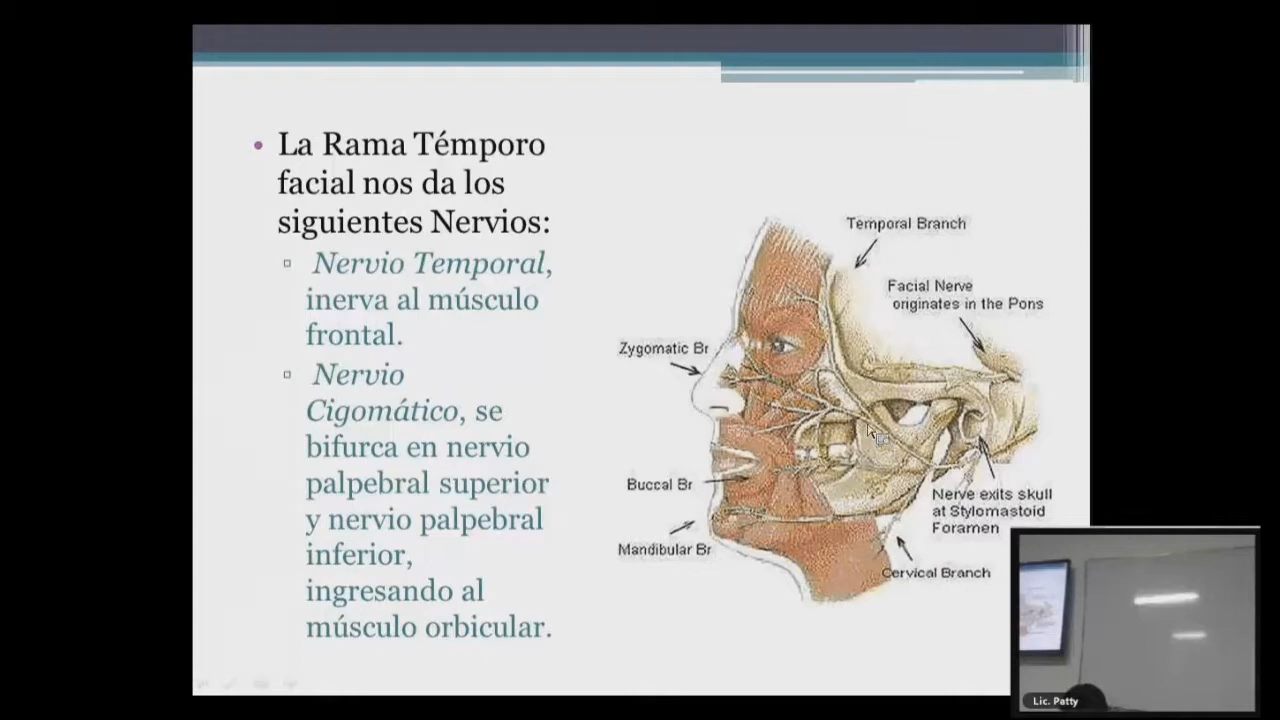 • La Rama Témporo
facial nos da los
siguientes Nervios:
▫ Nervio Temporal,
inerva al músculo
frontal.
▫ Nervio
Cigomático, se
bifurca en nervio
palpebral superior
y nervio palpebral
inferior,
ingresando al
músculo orbicular.
Temporal Branch
Facial Nerve
originates in the Pons
Zygomatic Br
Buccal Br
Mandibular Br
Nerve exits skull
at Stylomastoid
Foramen
Cervical Branch
Lic. Patty